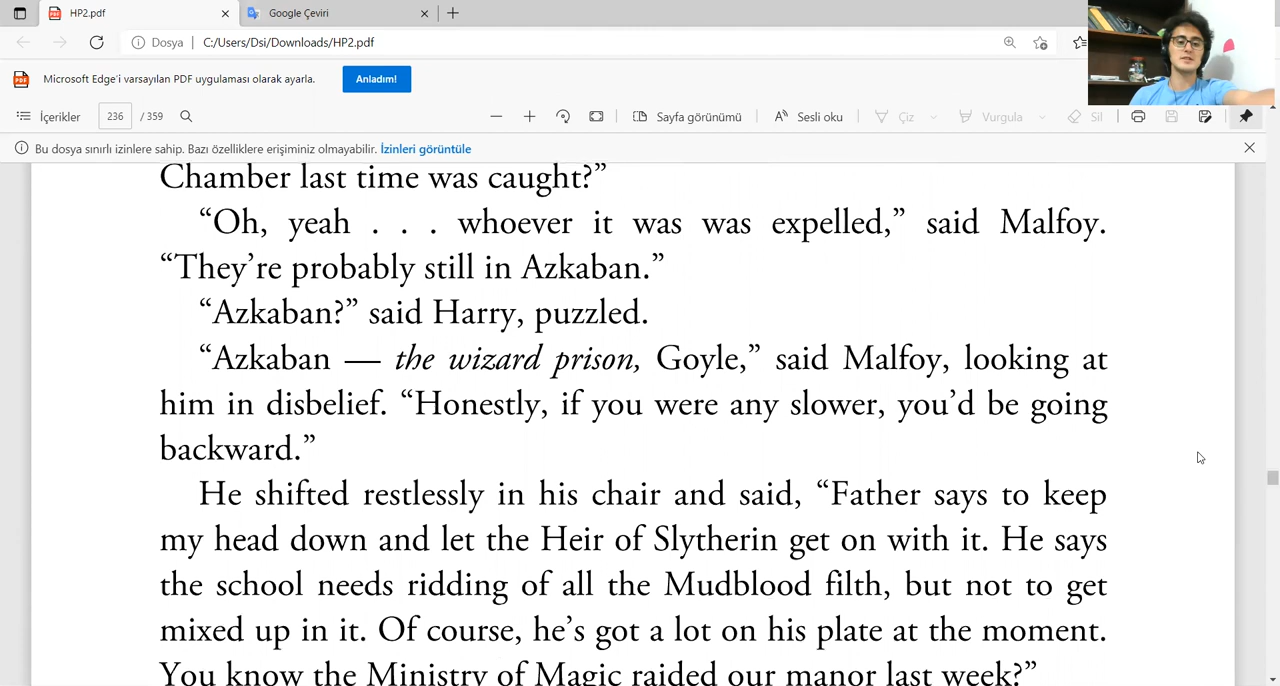 HP2.pdf
Google Çeviri
Dosya
C:/Users/Dsi/Downloads/HP2.pdf
Microsoft Edge'i varsayılan PDF uygulaması olarak ayarla.
Anladım!
İçerikler
236
/ 359
Sayfa görünümü
Sesli oku
Çiz
Vurgula
Sil
Bu dosya sınırlı izinlere sahip. Bazı özelliklere erişiminiz olmayabilir. İzinleri görüntüle
Chamber last time was caught?”
“Oh, yeah . . . whoever it was was expelled,” said Malfoy.
“They’re probably still in Azkaban.”
“Azkaban?” said Harry, puzzled.
“Azkaban — the wizard prison, Goyle,” said Malfoy, looking at
him in disbelief. “Honestly, if you were any slower, you’d be going
backward.”
He shifted restlessly in his chair and said, “Father says to keep
my head down and let the Heir of Slytherin get on with it. He says
the school needs ridding of all the Mudblood filth, but not to get
mixed up in it. Of course, he’s got a lot on his plate at the moment.
You know the Ministry of Magic raided our manor last week?”